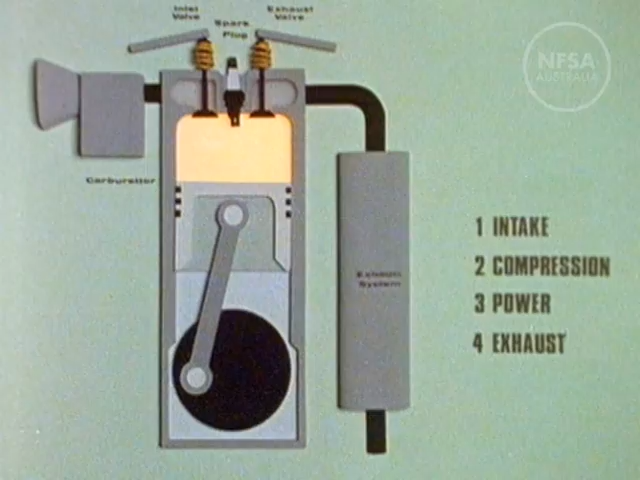 Inlet
Valve
Spark
Plug
Exhaust
Valve
NFSA
AUSTRALIA
Carburettor
Exhaust
System
1 INTAKE
2 COMPRESSION
3 POWER
4 EXHAUST